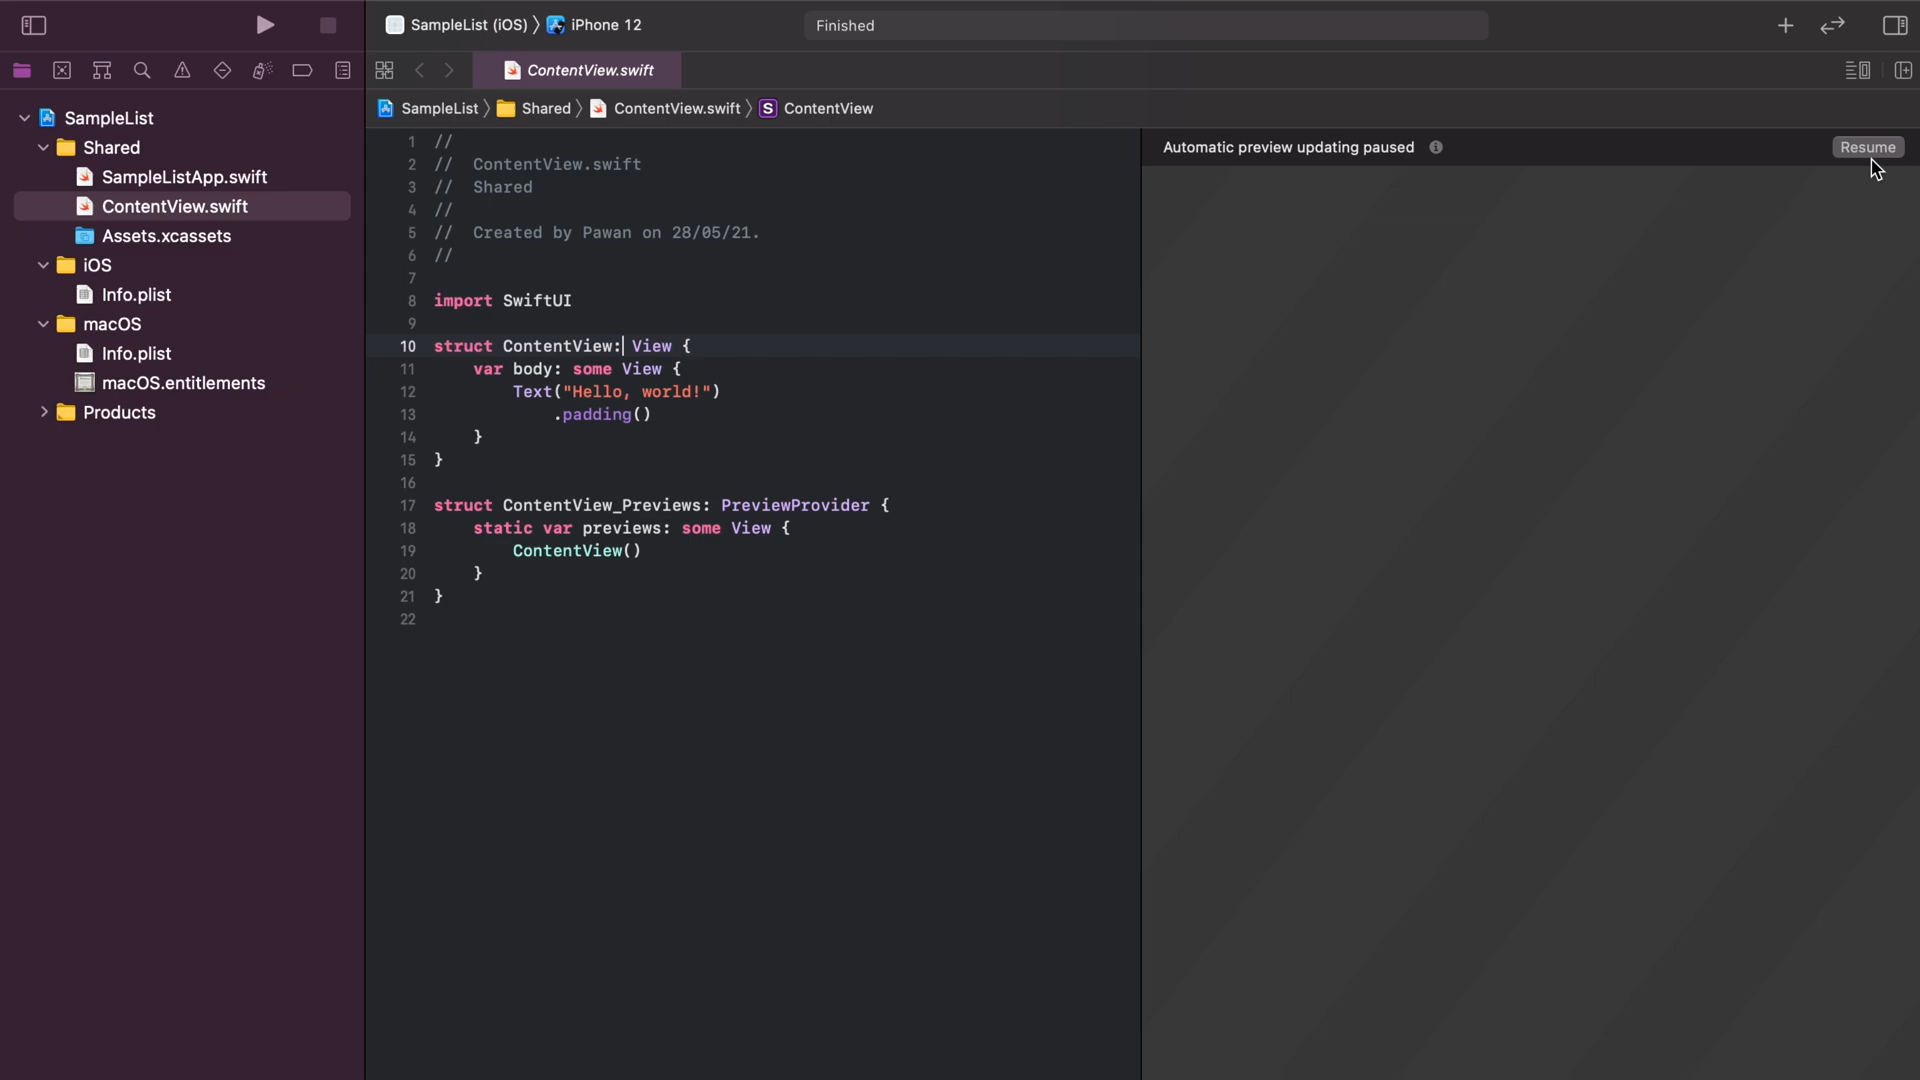 SampleList (iOS) 〉 iPhone 12
Finished
ContentView.swift
SampleList 〉 Shared 〉 ContentView.swift 〉 S ContentView
SampleList
Shared
SampleListApp.swift
ContentView.swift
Assets.xcassets
iOS
Info.plist
macOS
Info.plist
macOS.entitlements
Products
1 //
2 //  ContentView.swift
3 //  Shared
4 //
5 //  Created by Pawan on 28/05/21.
6 //
7
8 import SwiftUI
9
10 struct ContentView: View {
11     var body: some View {
12         Text("Hello, world!")
13             .padding()
14     }
15 }
16
17 struct ContentView_Previews: PreviewProvider {
18     static var previews: some View {
19         ContentView()
20     }
21 }
22
Automatic preview updating paused
Resume